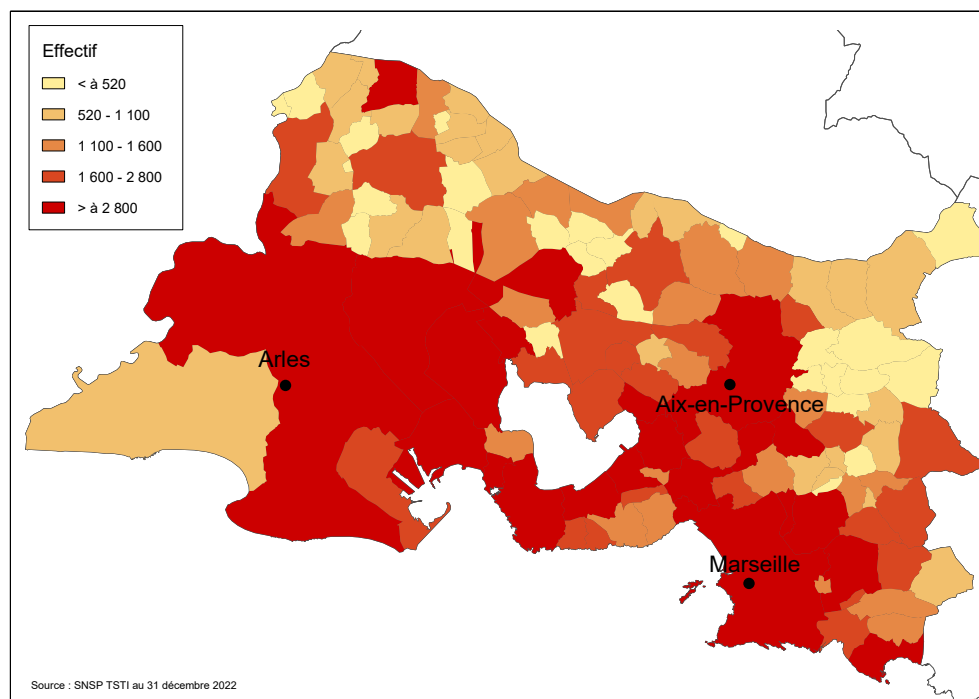 Effectif
< à 520
520 - 1 100
1 100 - 1 600
1 600 - 2 800
> à 2 800
Arles
Aix-en-Provence
Marseille
Source : SNSP TSTI au 31 décembre 2022